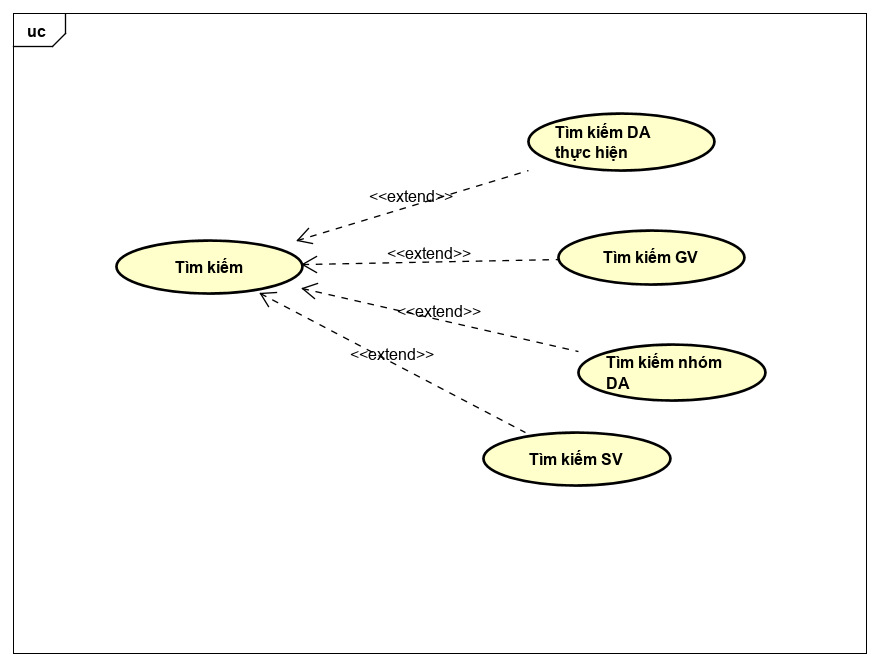 uc
Tìm kiếm DA
thực hiện
<<extend>>
<<extend>>
Tìm kiếm GV
Tìm kiếm
<<extend>>
<<extend>>
Tìm kiếm nhóm
DA
Tìm kiếm SV